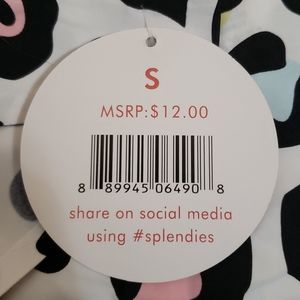 S
MSRP:$12.00
8 89945 06490 8
share on social media
using #splendies